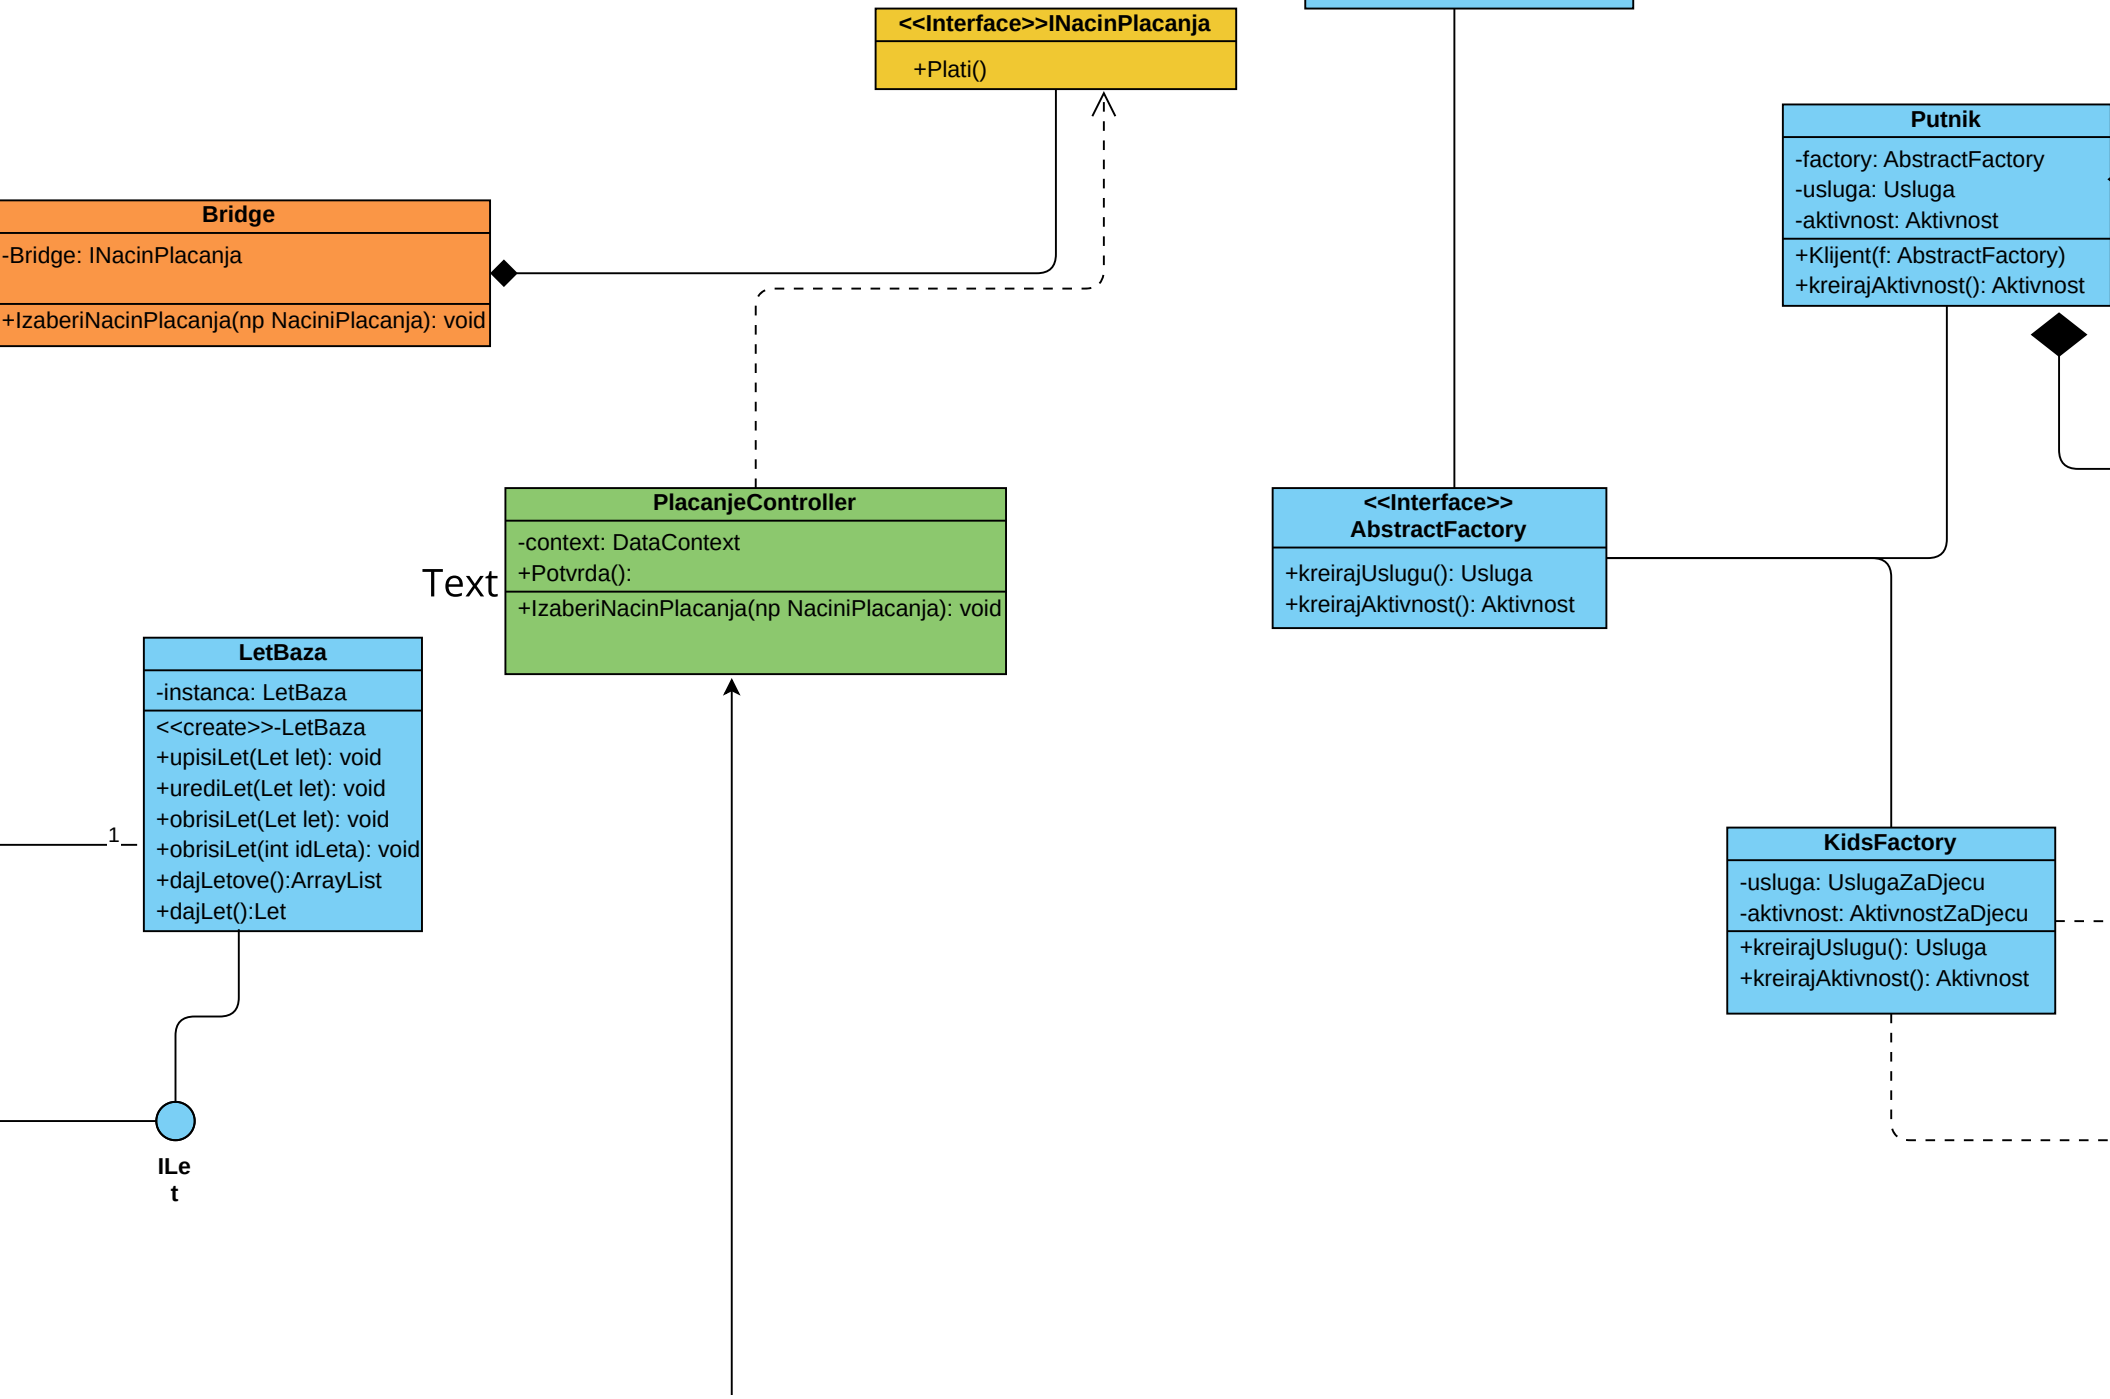 <<Interface>>INacinPlacanja
+Plati()
Putnik
-factory: AbstractFactory
-usluga: Usluga
-aktivnost: Aktivnost
+Klijent(f: AbstractFactory)
+kreirajAktivnost(): Aktivnost
Bridge
-Bridge: INacinPlacanja
+IzaberiNacinPlacanja(np NaciniPlacanja): void
PlacanjeController
-context: DataContext
+Potvrda():
+IzaberiNacinPlacanja(np NaciniPlacanja): void
Text
<<Interface>>
AbstractFactory
+kreirajUslugu(): Usluga
+kreirajAktivnost(): Aktivnost
LetBaza
-instanca: LetBaza
<<create>>-LetBaza
+upisiLet(Let let): void
+urediLet(Let let): void
+obrisiLet(Let let): void
+obrisiLet(int idLeta): void
+dajLetove():ArrayList
+dajLet():Let
1
KidsFactory
-usluga: UslugaZaDjecu
-aktivnost: AktivnostZaDjecu
+kreirajUslugu(): Usluga
+kreirajAktivnost(): Aktivnost
ILe
t